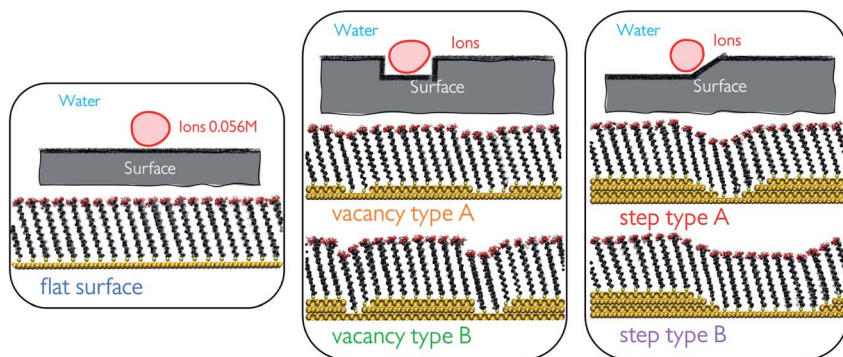 Water
Ions 0.056M
Surface
flat surface
Water
Ions
Surface
vacancy type A
vacancy type B
Water
Ions
Surface
step type A
step type B